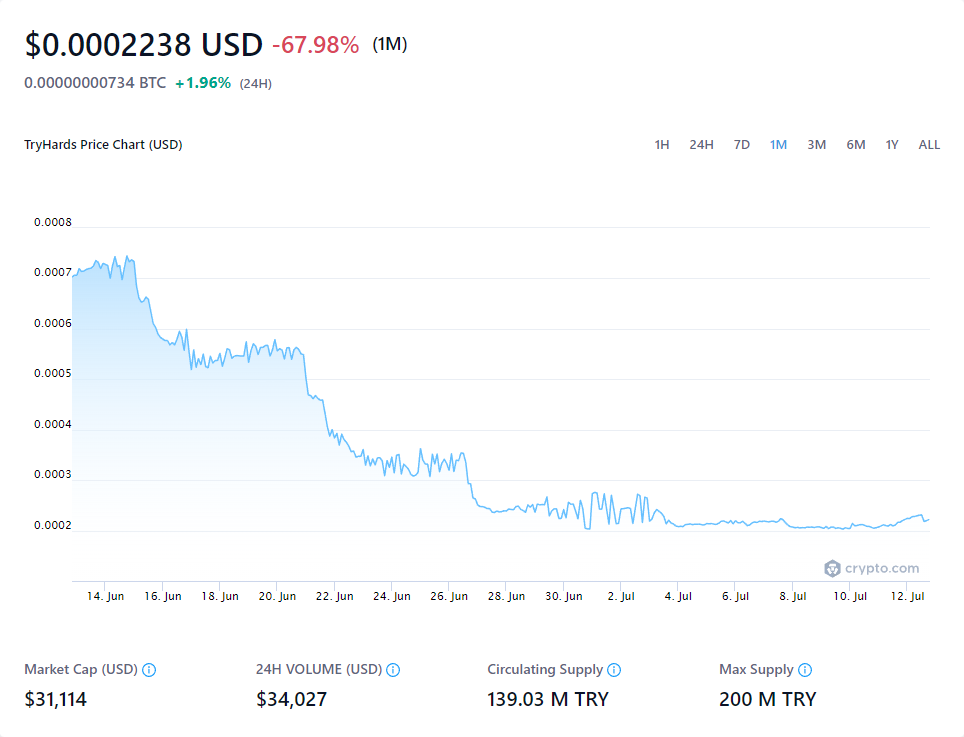 $0.0002238 USD -67.98% (1M)
0.00000000734 BTC +1.96% (24H)
TryHards Price Chart (USD)
1H 24H 7D 1M 3M 6M 1Y ALL
0.0008
0.0007
0.0006
0.0005
0.0004
0.0003
0.0002
crypto.com
14. Jun 16. Jun 18. Jun 20. Jun 22. Jun 24. Jun 26. Jun 28. Jun 30. Jun 2. Jul 4. Jul 6. Jul 8. Jul 10. Jul 12. Jul
Market Cap (USD) 24H VOLUME (USD) Circulating Supply Max Supply
$31,114 $34,027 139.03 M TRY 200 M TRY